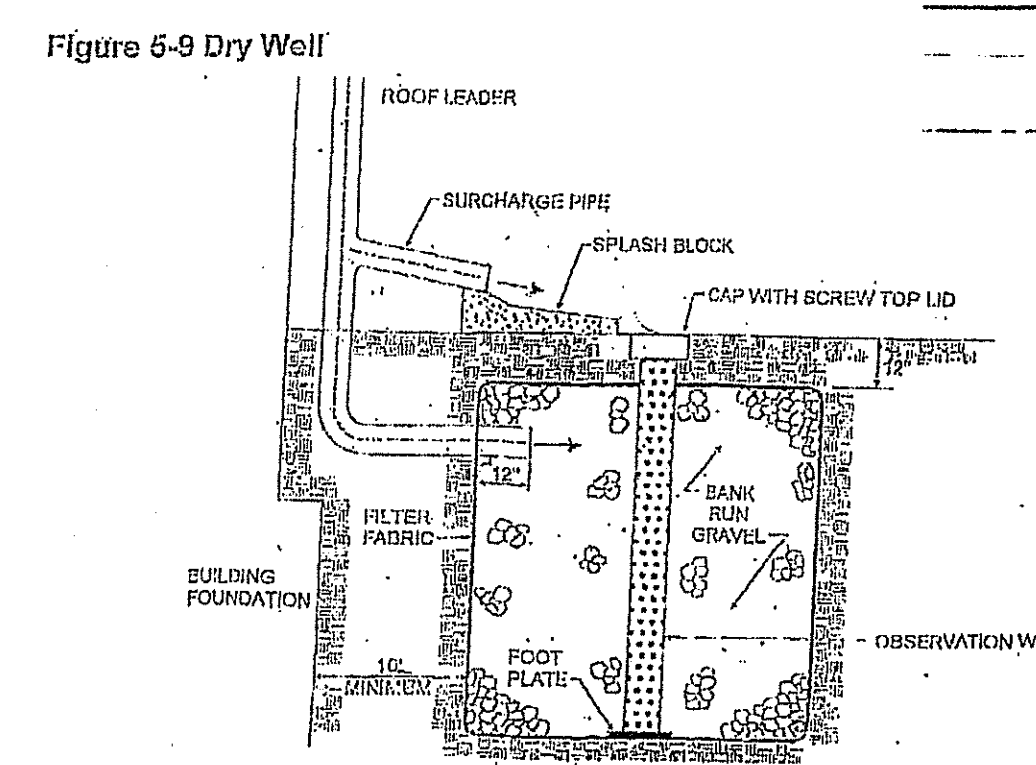 Figure 5-9 Dry Well
ROOF LEADER
SURCHARGE PIPE
SPLASH BLOCK
CAP WITH SCREW TOP LID
12"
12"
BANK
RUN
GRAVEL
FILTER
FABRIC
BUILDING
FOUNDATION
OBSERVATION W
FOOT
PLATE
10'
MINIMUM